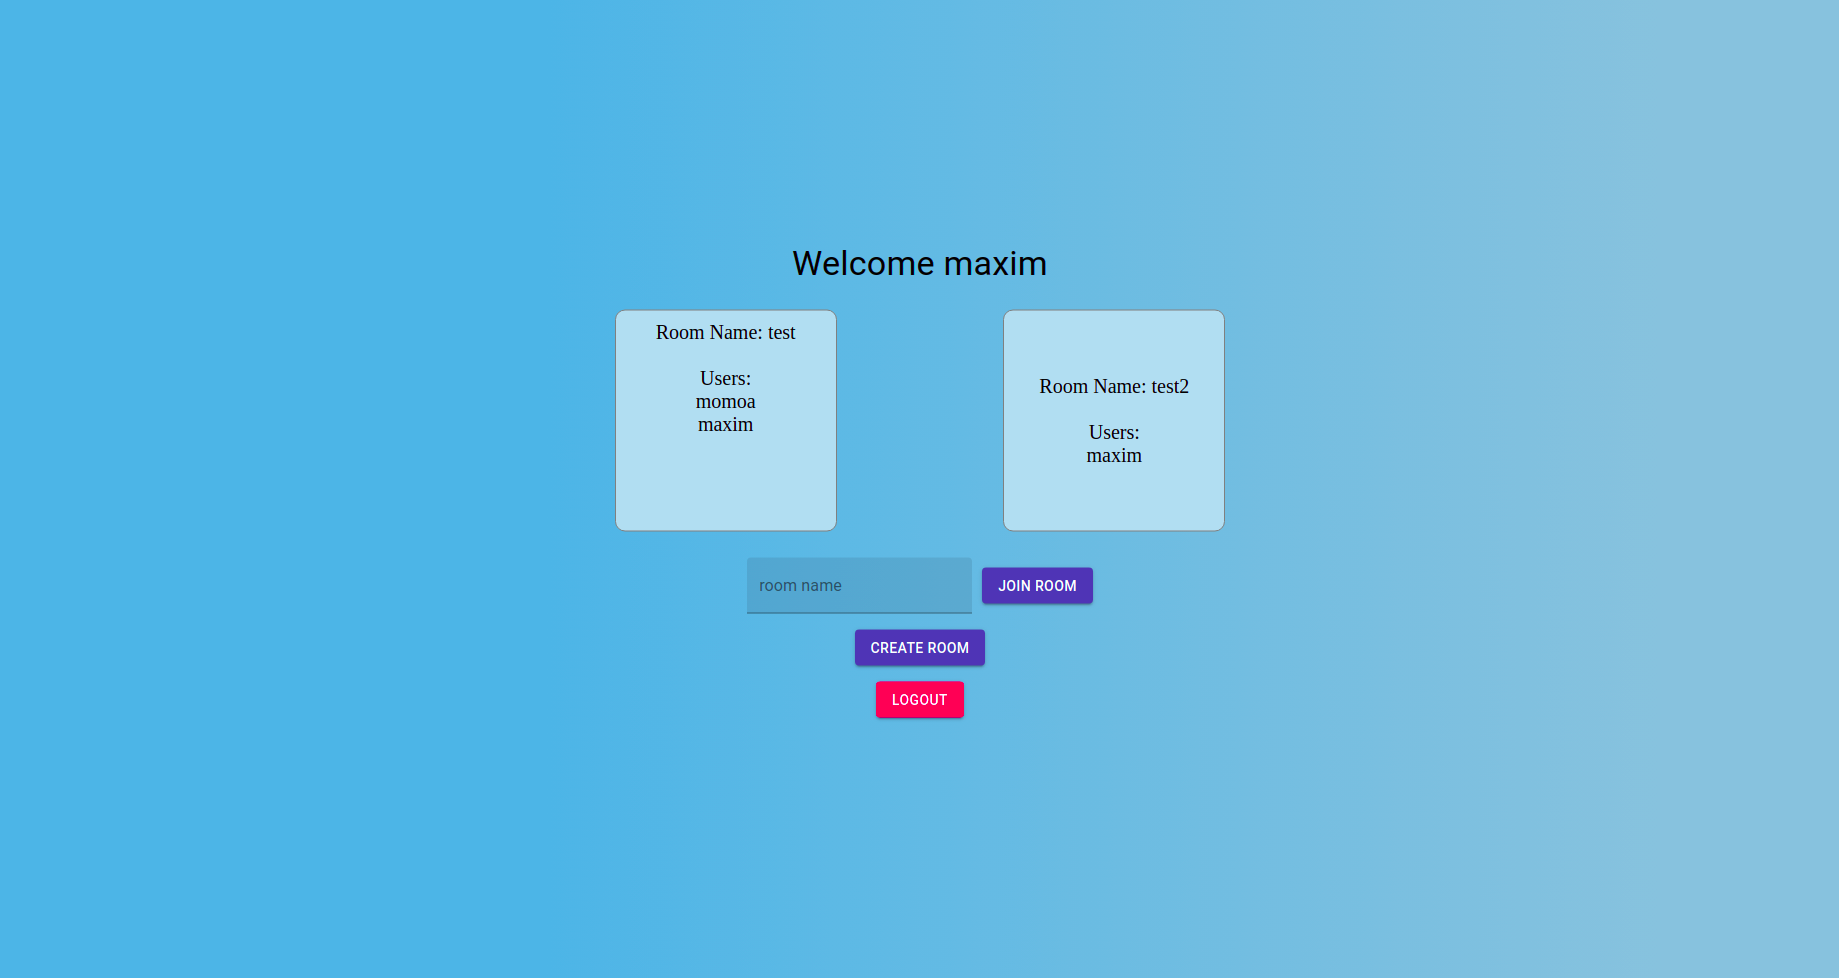 Welcome maxim
Room Name: test
Users:
momoa
maxim
Room Name: test2
Users:
maxim
room name
JOIN ROOM
CREATE ROOM
LOGOUT